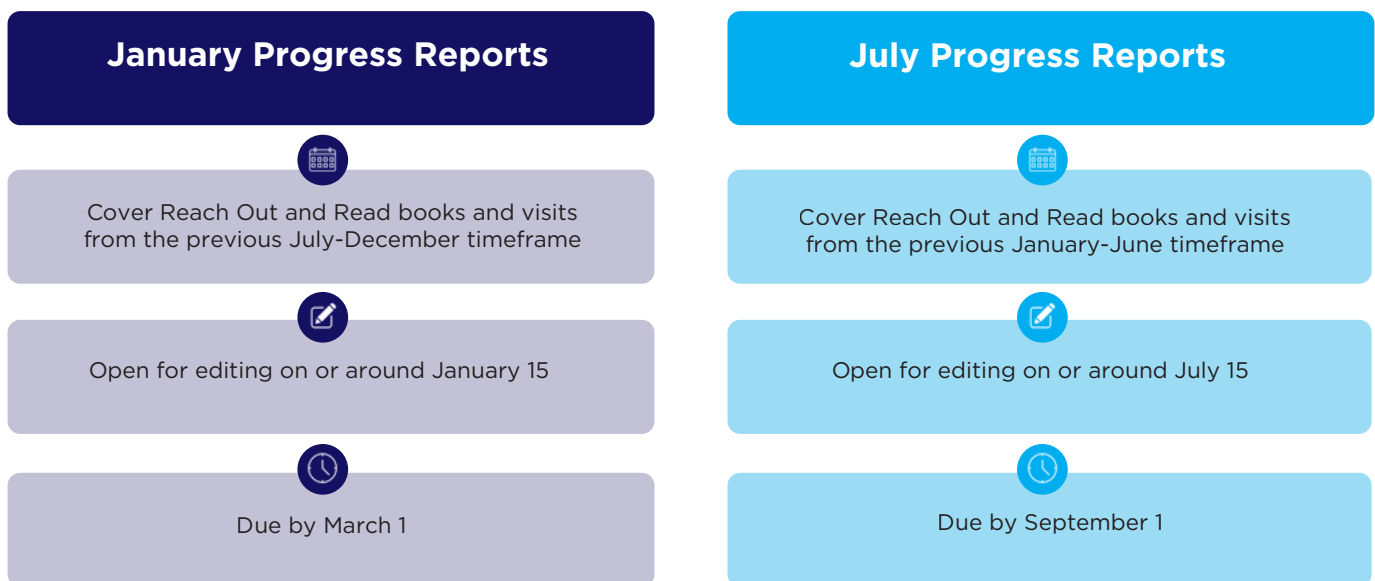 January Progress Reports
Cover Reach Out and Read books and visits
from the previous July-December timeframe
Open for editing on or around January 15
Due by March 1
July Progress Reports
Cover Reach Out and Read books and visits
from the previous January-June timeframe
Open for editing on or around July 15
Due by September 1